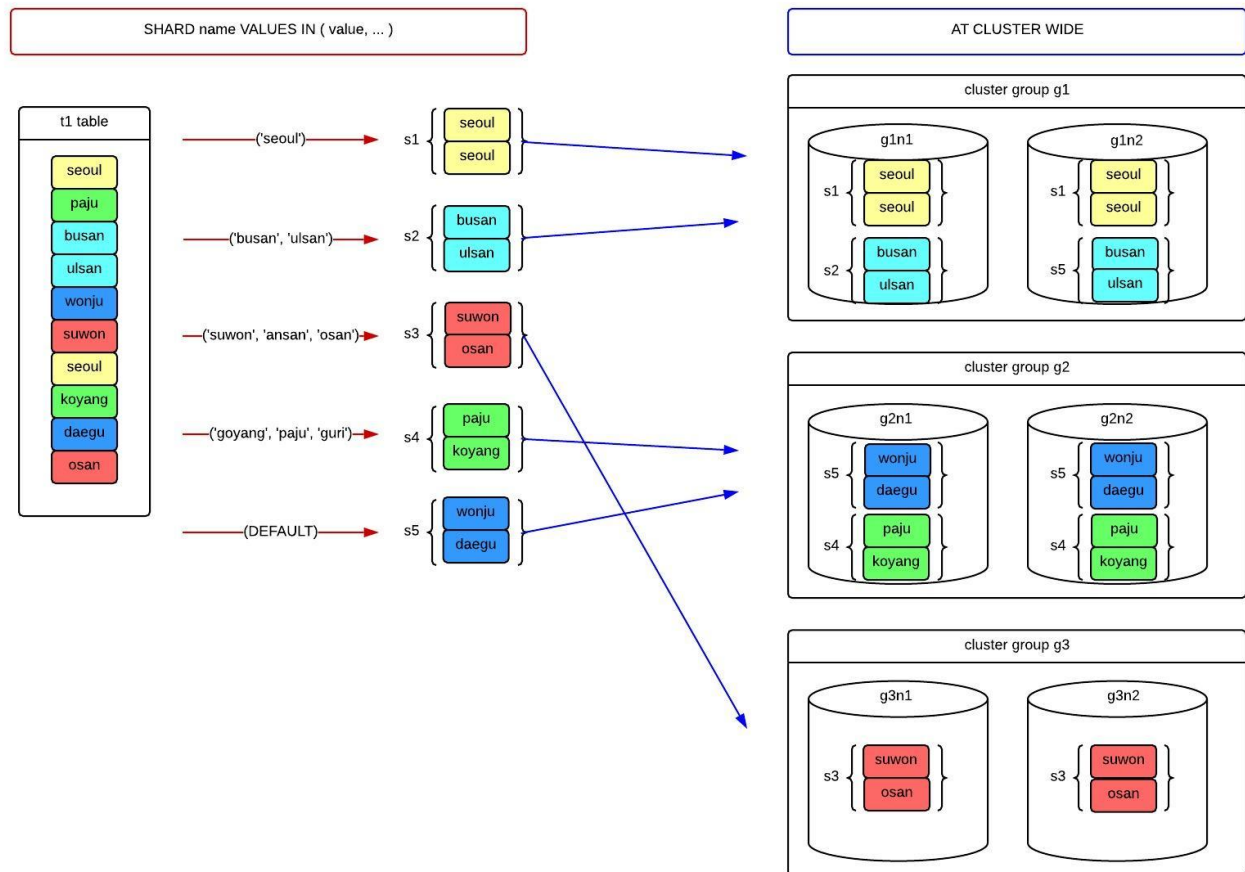 SHARD name VALUES IN ( value, ... )
AT CLUSTER WIDE
t1 table
seoul
paju
busan
ulsan
wonju
suwon
seoul
koyang
daegu
osan
('seoul')
s1
seoul
seoul
('busan', 'ulsan')
s2
busan
ulsan
('suwon', 'ansan', 'osan')
s3
suwon
osan
('goyang', 'paju', 'guri')
s4
paju
koyang
(DEFAULT)
s5
wonju
daegu
cluster group g1
g1n1
s1
seoul
seoul
s2
busan
ulsan
g1n2
s1
seoul
seoul
s5
busan
ulsan
cluster group g2
g2n1
s5
wonju
daegu
s4
paju
koyang
g2n2
s5
wonju
daegu
s4
paju
koyang
cluster group g3
g3n1
s3
suwon
osan
g3n2
s3
suwon
osan